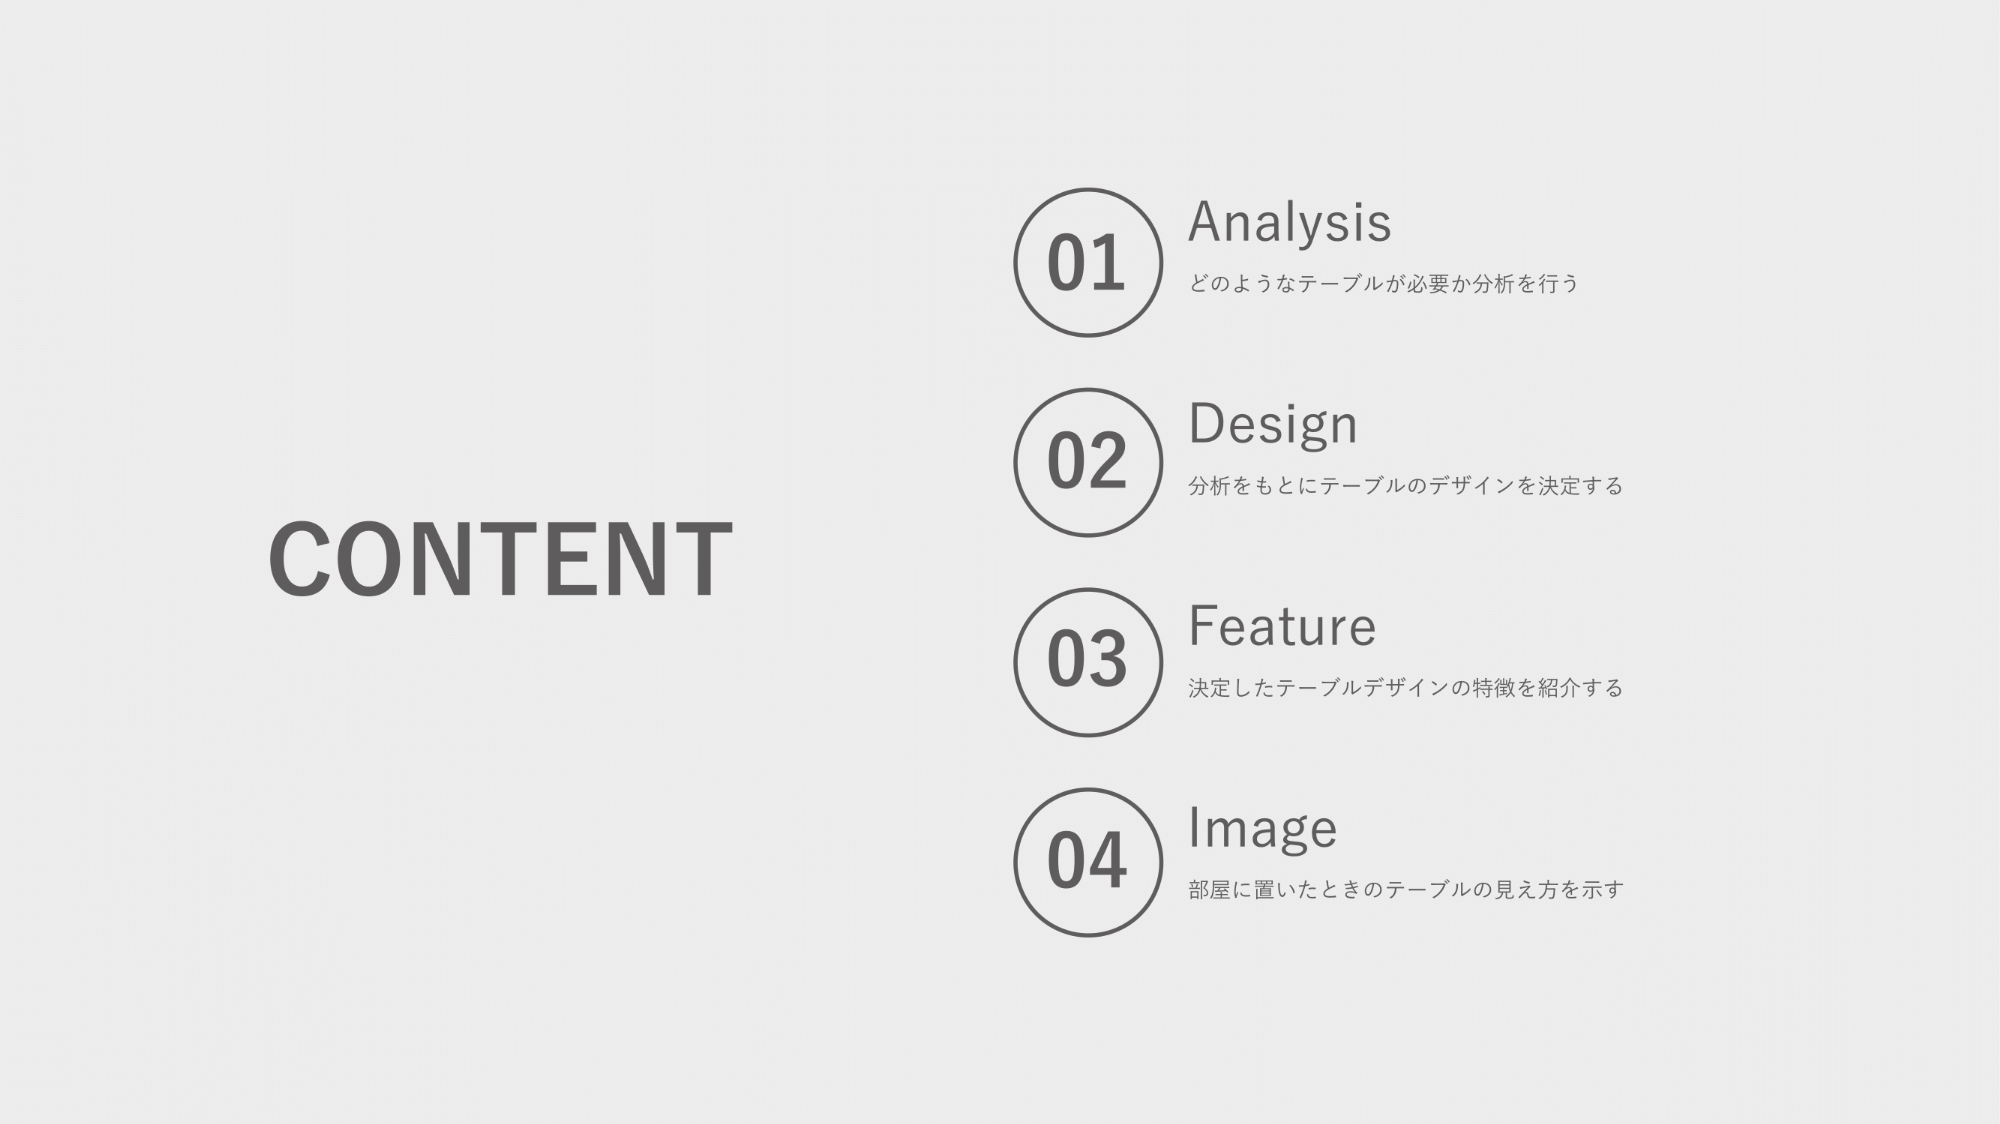 CONTENT
01
Analysis
どのようなテーブルが必要か分析を行う
02
Design
分析をもとにテーブルのデザインを決定する
03
Feature
決定したテーブルデザインの特徴を紹介する
04
Image
部屋に置いたときのテーブルの見え方を示す